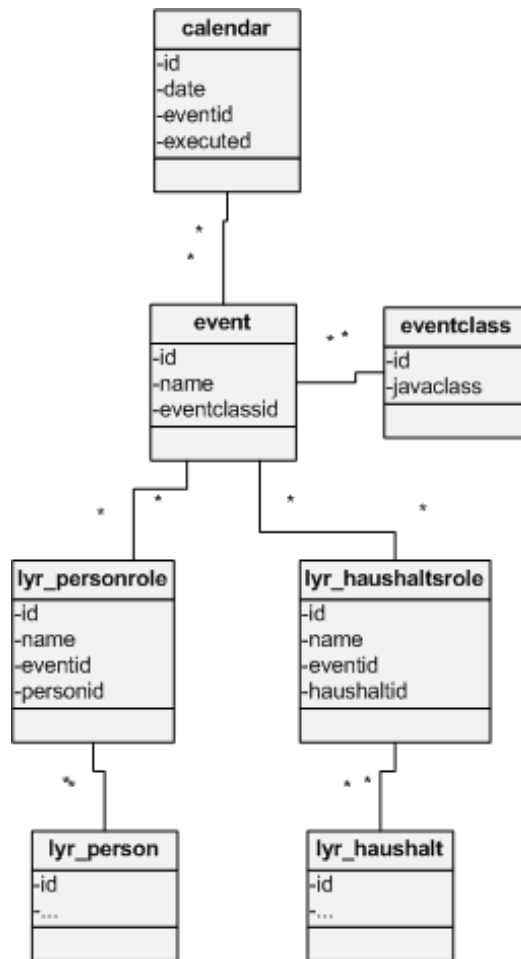 calendar
-id
-date
-eventid
-executed
*
*
event
-id
-name
-eventclassid
* *
eventclass
-id
-javaclass
*
*
*
*
lyr_personrole
-id
-name
-eventid
-personid
lyr_haushaltsrole
-id
-name
-eventid
-haushaltid
**
* *
lyr_person
-id
-...
lyr_haushalt
-id
-...